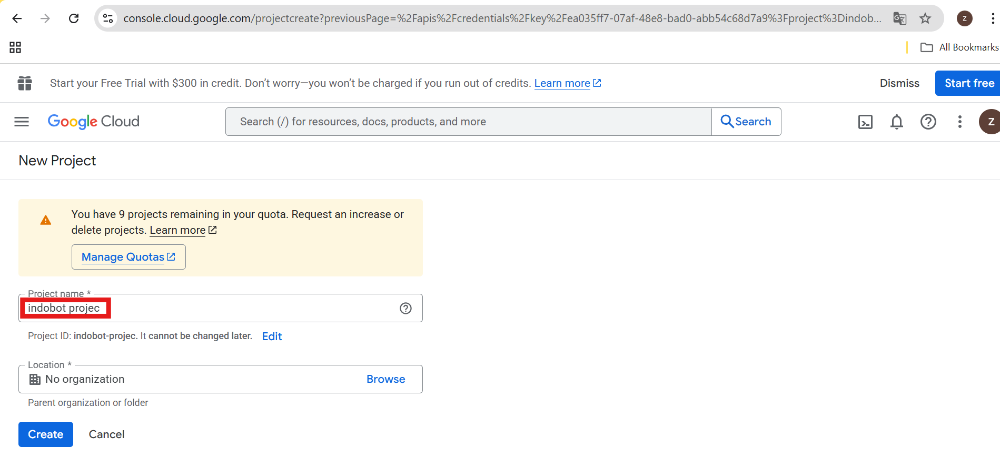 console.cloud.google.com/projectcreate?previousPage=%2Fapis%2Fcredentials%2Fkey%2Fea035ff7-07af-48e8-bad0-abb54c68d7a9%3Fproject%3Dindob...
z
All Bookmarks
Start your Free Trial with $300 in credit. Don’t worry—you won’t be charged if you run out of credits. Learn more
Dismiss
Start free
Google Cloud
Search (/) for resources, docs, products, and more
Search
Z
New Project
You have 9 projects remaining in your quota. Request an increase or
delete projects. Learn more
Manage Quotas
Project name *
indobot projec
Project ID: indobot-projec. It cannot be changed later. Edit
Location *
No organization
Browse
Parent organization or folder
Create
Cancel